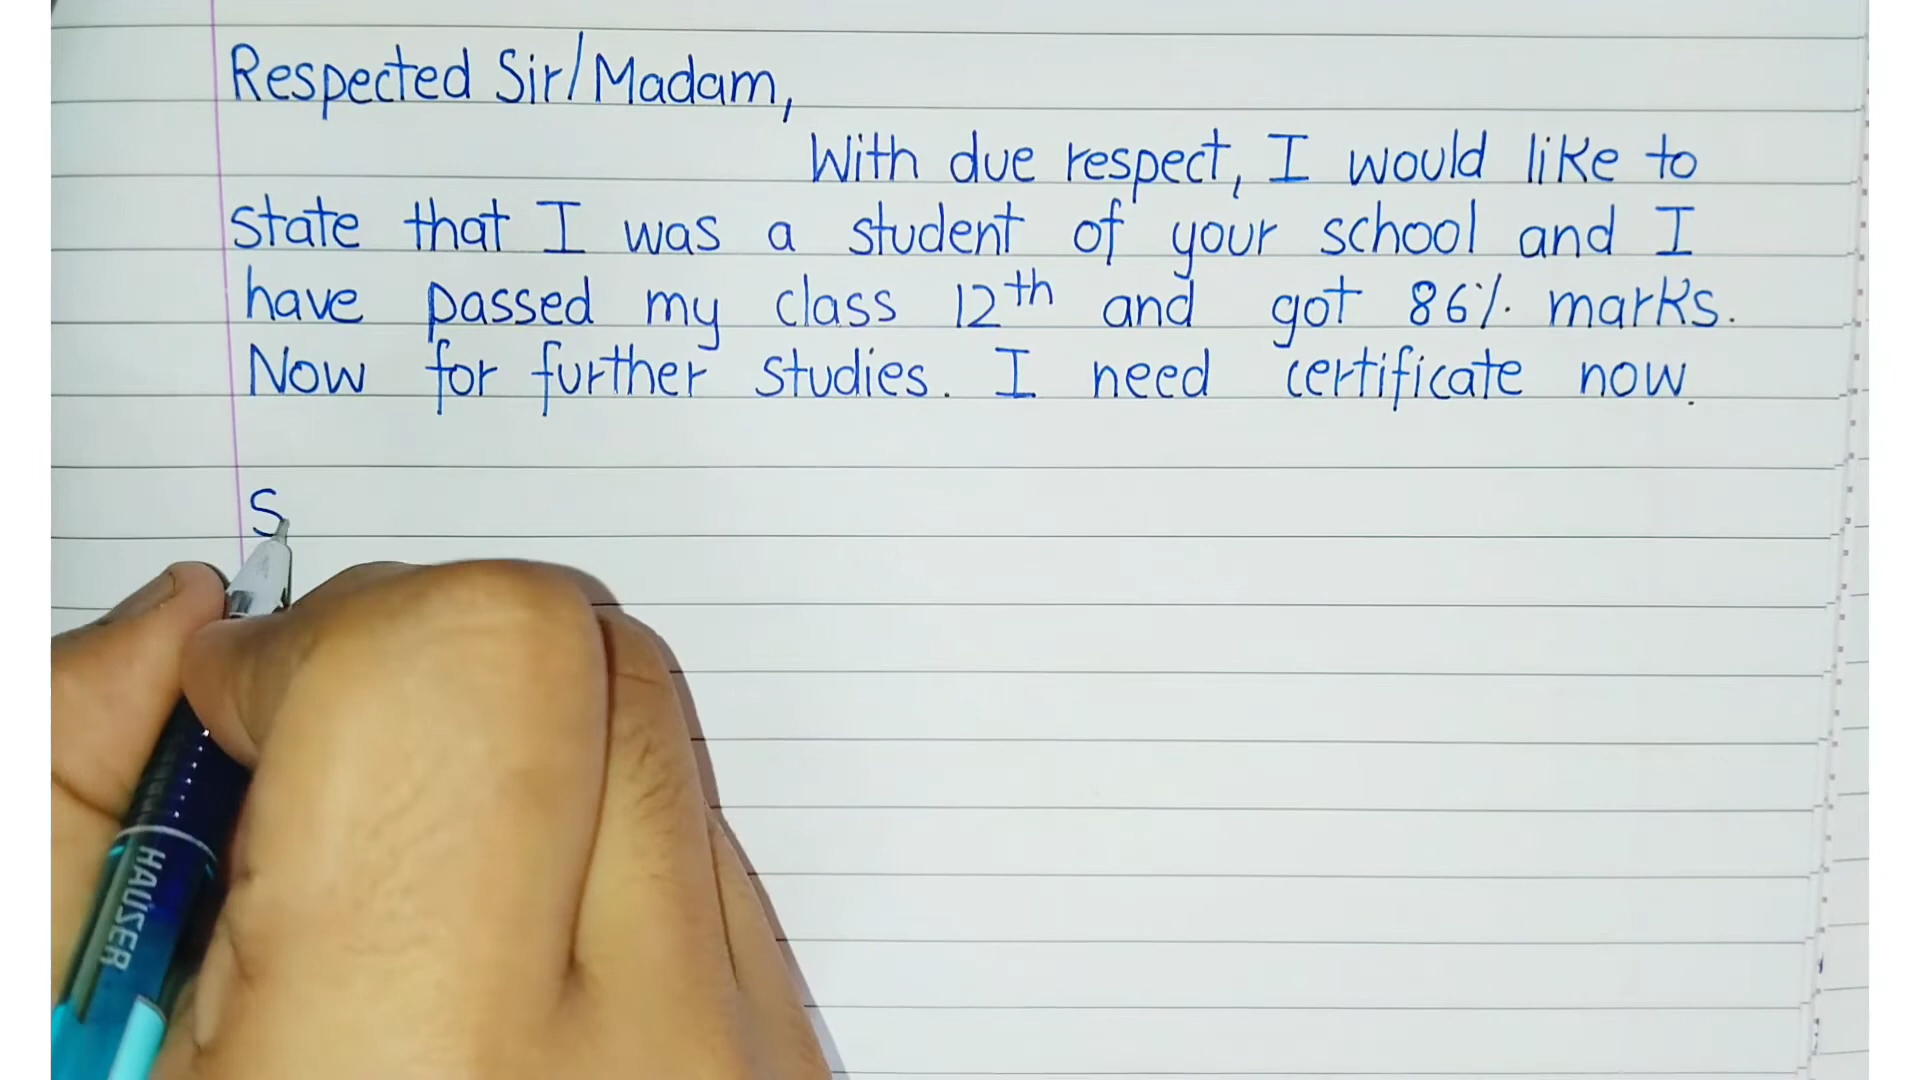 Respected Sir/Madam,
With due respect, I would like to
state that I was a student of your school and I
have passed my class 12th and got 86% marks.
Now for further studies. I need certificate now.
S
HAUSER